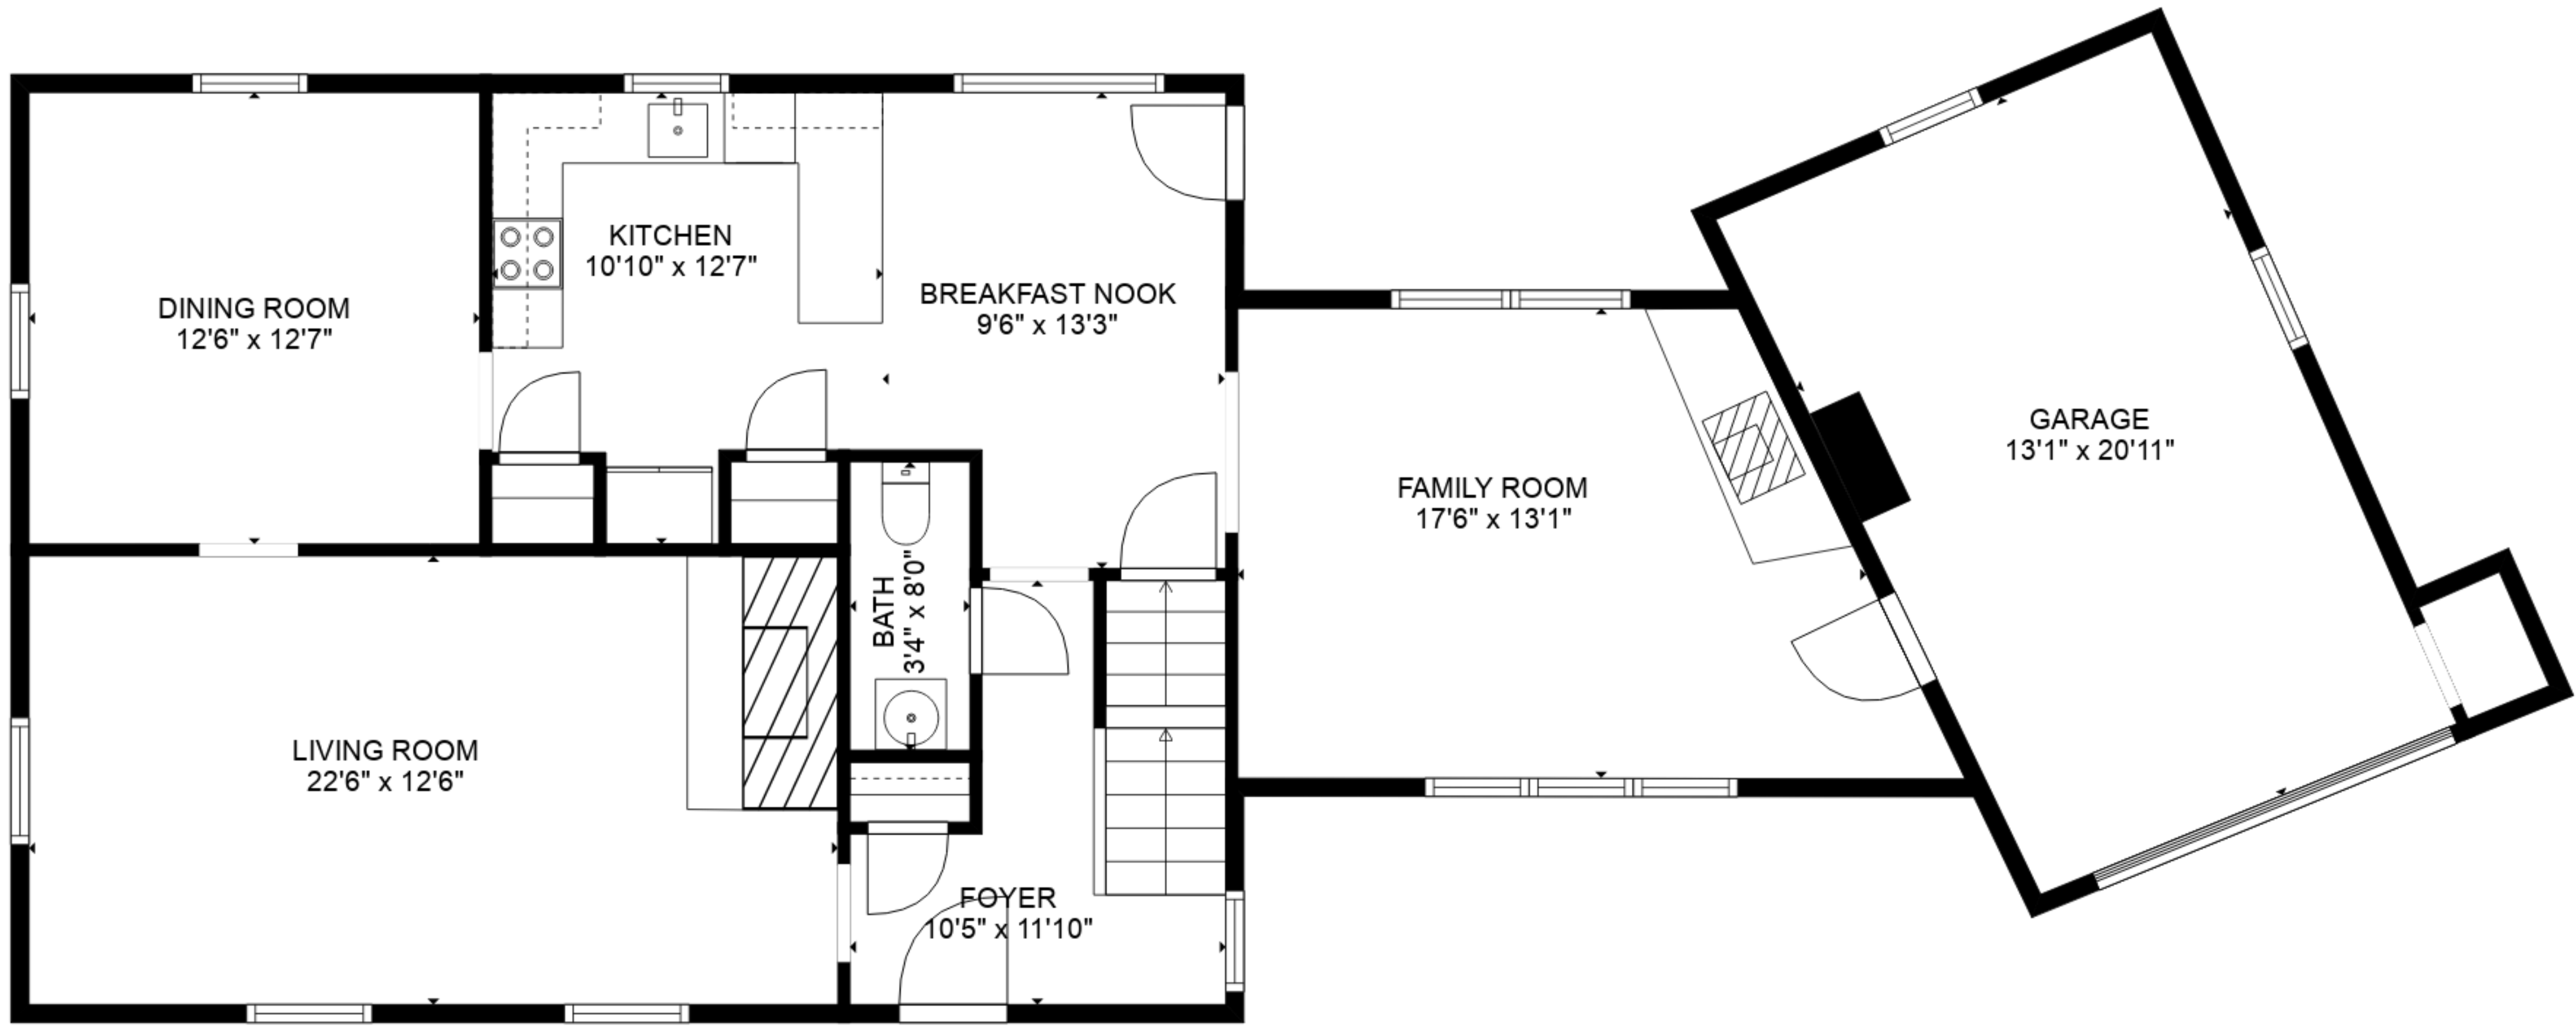 KITCHEN
10'10" x 12'7"
DINING ROOM
12'6" x 12'7"
BREAKFAST NOOK
9'6" x 13'3"
GARAGE
13'1" x 20'11"
FAMILY ROOM
17'6" x 13'1"
BATH
3'4" x 8'0"
LIVING ROOM
22'6" x 12'6"
FOYER
10'5" x 11'10"